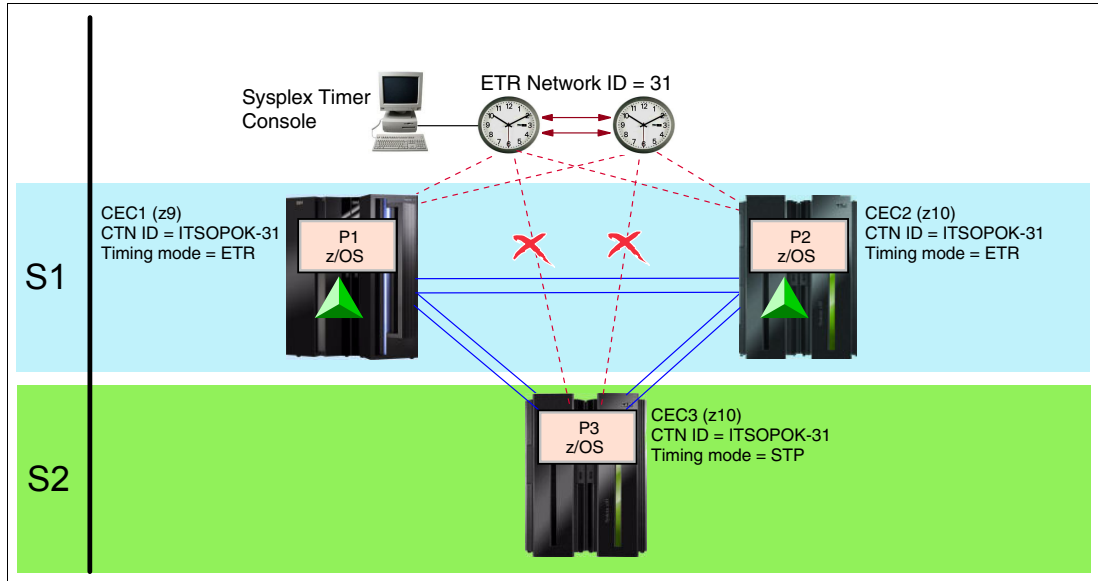 ETR Network ID = 31
Sysplex Timer
Console
S1
CEC1 (z9)
CTN ID = ITSOPOK-31
Timing mode = ETR
P1
z/OS
P2
z/OS
CEC2 (z10)
CTN ID = ITSOPOK-31
Timing mode = ETR
S2
P3
z/OS
CEC3 (z10)
CTN ID = ITSOPOK-31
Timing mode = STP